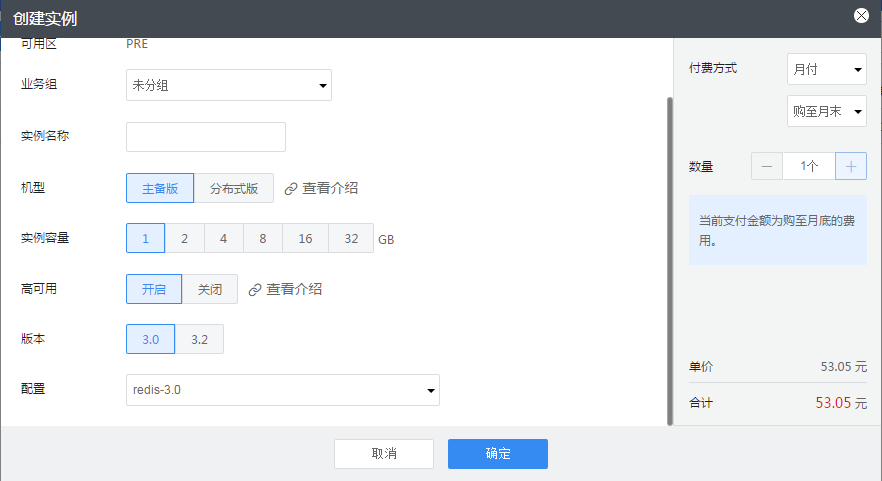 创建实例
可用区 PRE
业务组 未分组
实例名称
机型 主备版 分布式版 查看介绍
实例容量 1 2 4 8 16 32 GB
高可用 开启 关闭 查看介绍
版本 3.0 3.2
配置 redis-3.0
付费方式 月付
购至月末
数量 1个
当前支付金额为购至月底的费
用。
单价 53.05 元
合计 53.05 元
取消 确定